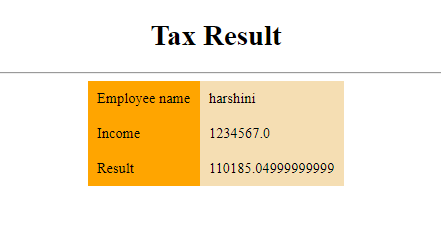 Tax Result
Employee name harshini
Income 1234567.0
Result 110185.04999999999